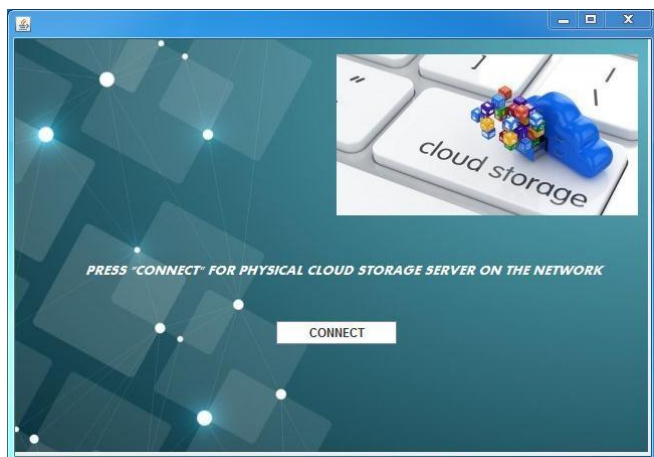 cloud storage
PRESS "CONNECT" FOR PHYSICAL CLOUD STORAGE SERVER ON THE NETWORK
CONNECT